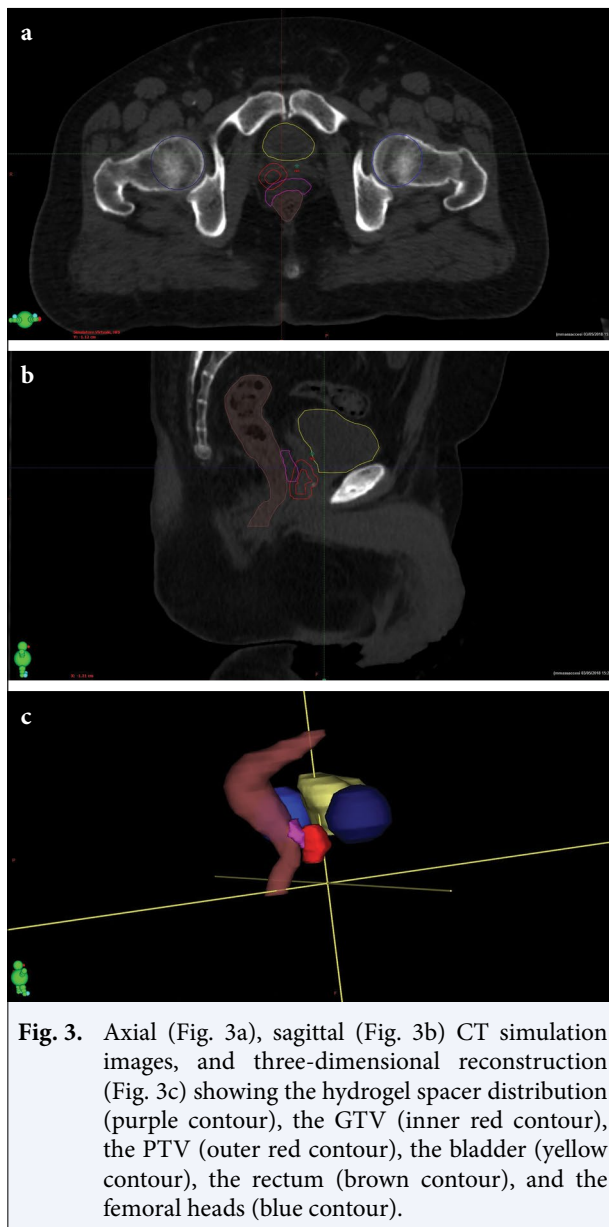 a
b
c
Fig. 3. Axial (Fig. 3a), sagittal (Fig. 3b) CT simulation
images, and three-dimensional reconstruction
(Fig. 3c) showing the hydrogel spacer distribution
(purple contour), the GTV (inner red contour),
the PTV (outer red contour), the bladder (yellow
contour), the rectum (brown contour), and the
femoral heads (blue contour).